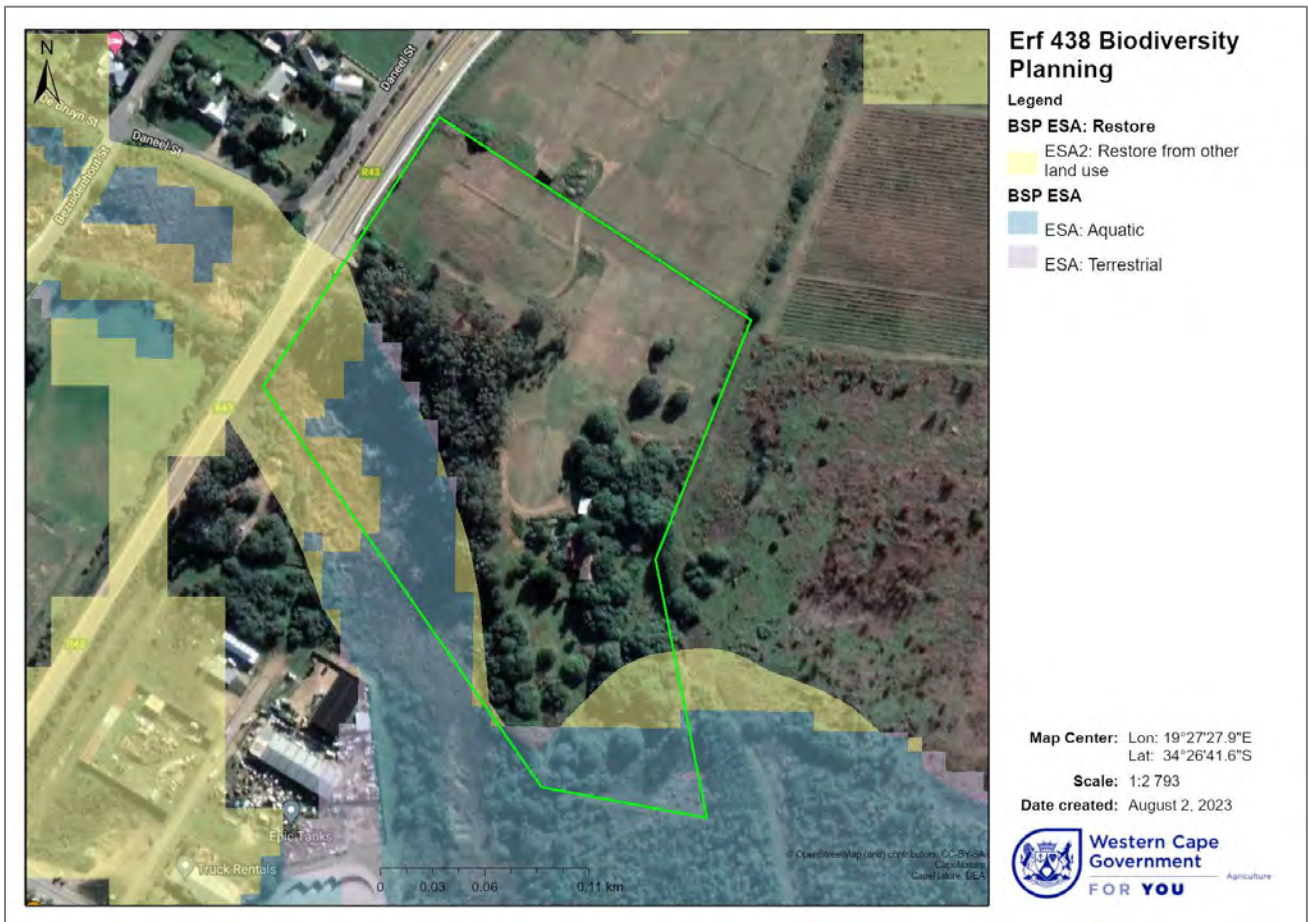 Erf 438 Biodiversity
Planning
Legend
BSP ESA: Restore
ESA2: Restore from other
land use
BSP ESA
ESA: Aquatic
ESA: Terrestrial
N
De Bruyn St
Daneel St
Daneel St
Bezuidenhout St
R43
R43
R43
Epic Tanks
Truck Rentals
0 0.03 0.06 0.11 km
© OpenStreetMap (and) contributors, CC-BY-SA
CapeNature
CapeNature, DEA
Map Center: Lon: 19°27'27.9"E
Lat: 34°26'41.6"S
Scale: 1:2 793
Date created: August 2, 2023
Western Cape
Government
Agriculture
FOR YOU